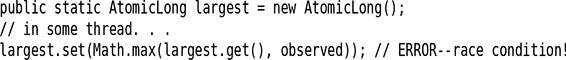 public static AtomicLong largest = new AtomicLong();
// in some thread. . .
largest.set(Math.max(largest.get(), observed)); // ERROR--race condition!